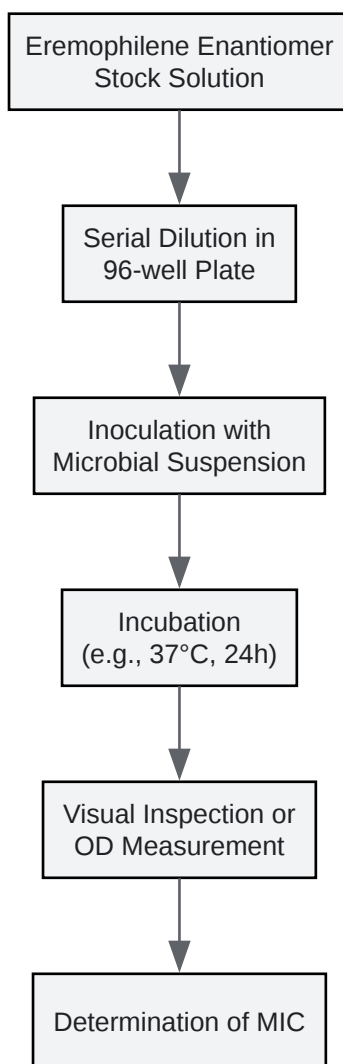 Eremophilene Enantiomer
Stock Solution
Serial Dilution in
96-well Plate
Inoculation with
Microbial Suspension
Incubation
(e.g., 37°C, 24h)
Visual Inspection or
OD Measurement
Determination of MIC